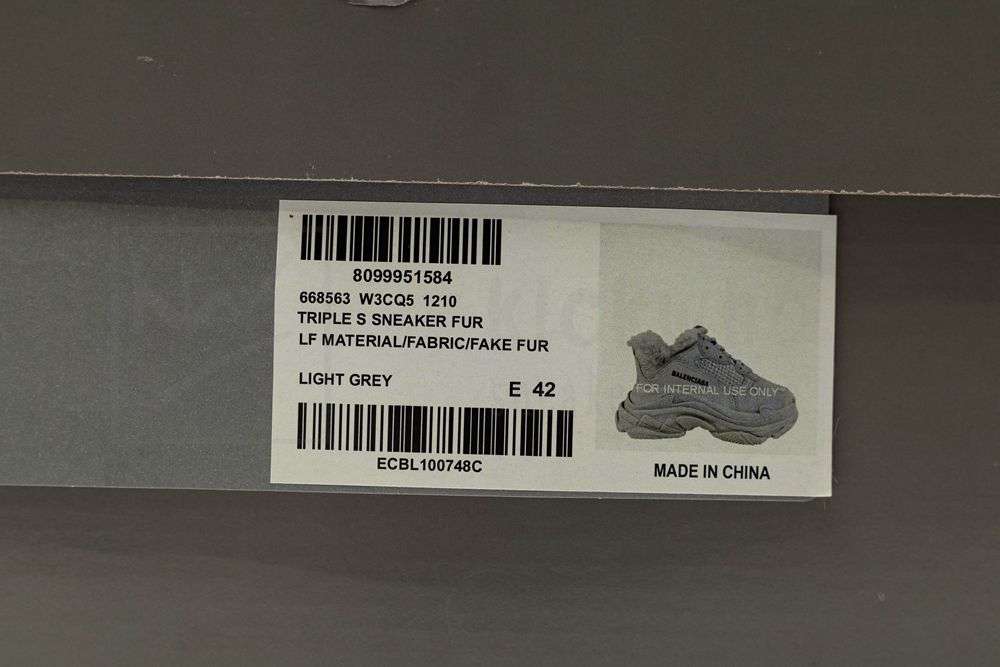 8099951584
668563 W3CQ5 1210
TRIPLE S SNEAKER FUR
LF MATERIAL/FABRIC/FAKE FUR
LIGHT GREY
E 42
ECBL100748C
BALENCIAGA
FOR INTERNAL USE ONLY
MADE IN CHINA